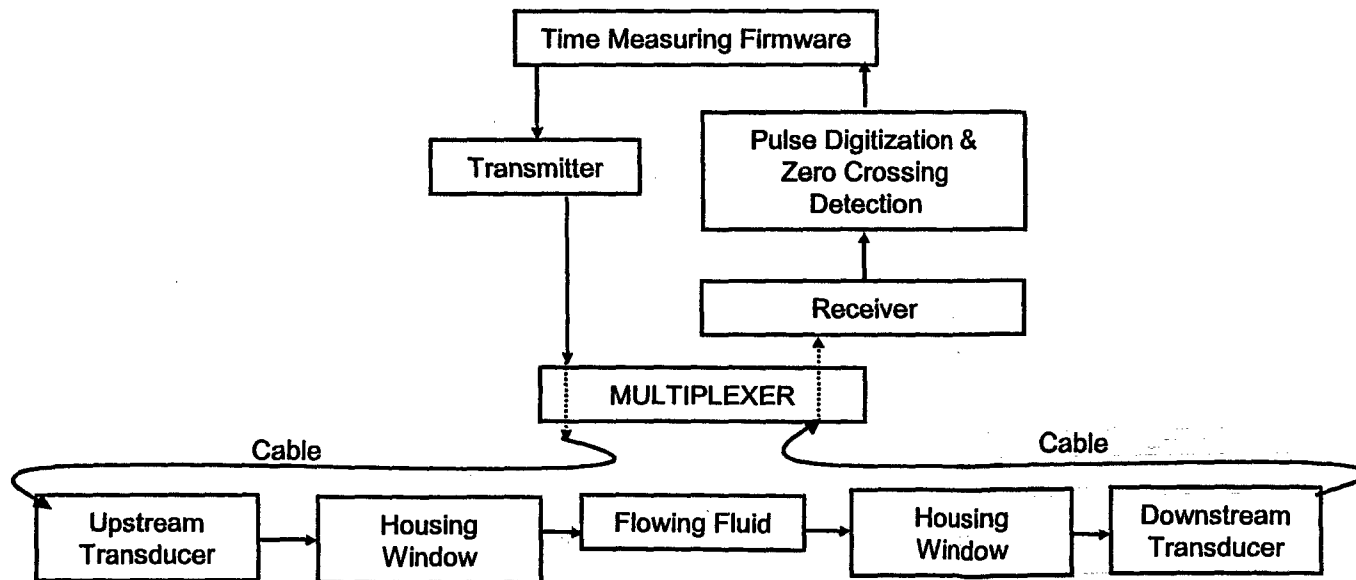 Time Measuring Firmware
Transmitter
Pulse Digitization &
Zero Crossing
Detection
Receiver
MULTIPLEXER
Cable
Cable
Upstream
Transducer
Housing
Window
Flowing Fluid
Housing
Window
Downstream
Transducer